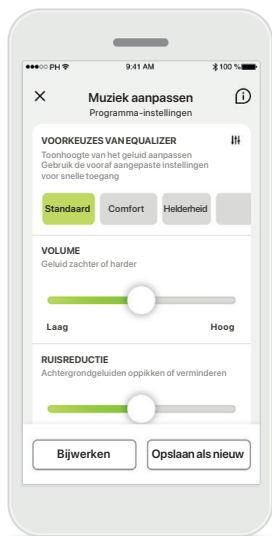 PH 9:41 AM 100 %
Muziek aanpassen
Programma-instellingen
VOORKEUZES VAN EQUALIZER
Toonhoogte van het geluid aanpassen
Gebruik de vooraf aangepaste instellingen
voor snelle toegang
Standaard Comfort Helderheid
VOLUME
Geluid zachter of harder
Laag Hoog
RUISREDUCTIE
Achtergrondgeluiden oppikken of verminderen
Bijwerken Opslaan als nieuw